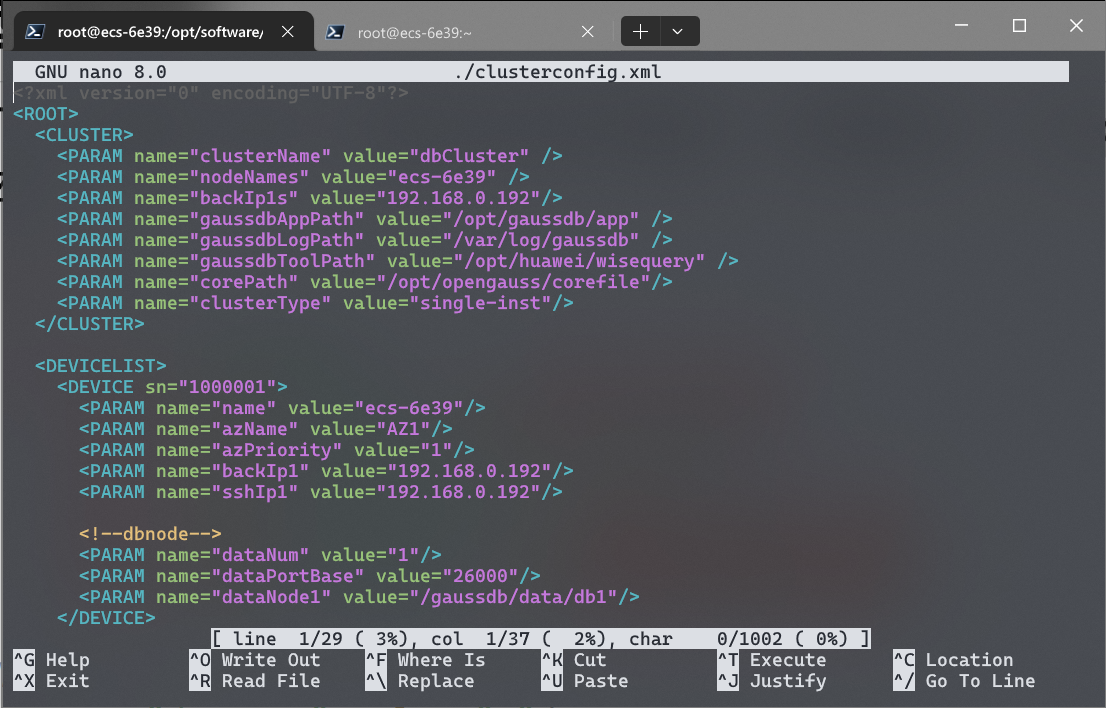 root@ecs-6e39:/opt/software/
root@ecs-6e39:~
GNU nano 8.0 ./clusterconfig.xml
<?xml version="0" encoding="UTF-8"?>
<ROOT>
<CLUSTER>
<PARAM name="clusterName" value="dbCluster" />
<PARAM name="nodeNames" value="ecs-6e39" />
<PARAM name="backIp1s" value="192.168.0.192"/>
<PARAM name="gaussdbAppPath" value="/opt/gaussdb/app" />
<PARAM name="gaussdbLogPath" value="/var/log/gaussdb" />
<PARAM name="gaussdbToolPath" value="/opt/huawei/wisequery" />
<PARAM name="corePath" value="/opt/opengauss/corefile"/>
<PARAM name="clusterType" value="single-inst"/>
</CLUSTER>
<DEVICELIST>
<DEVICE sn="1000001">
<PARAM name="name" value="ecs-6e39"/>
<PARAM name="azName" value="AZ1"/>
<PARAM name="azPriority" value="1"/>
<PARAM name="backIp1" value="192.168.0.192"/>
<PARAM name="sshIp1" value="192.168.0.192"/>
<!--dbnode-->
<PARAM name="dataNum" value="1"/>
<PARAM name="dataPortBase" value="26000"/>
<PARAM name="dataNode1" value="/gaussdb/data/db1"/>
</DEVICE>
[ line 1/29 ( 3%), col 1/37 ( 2%), char 0/1002 ( 0%) ]
^G Help ^O Write Out ^F Where Is ^K Cut ^T Execute ^C Location
^X Exit ^R Read File ^\ Replace ^U Paste ^J Justify ^/ Go To Line